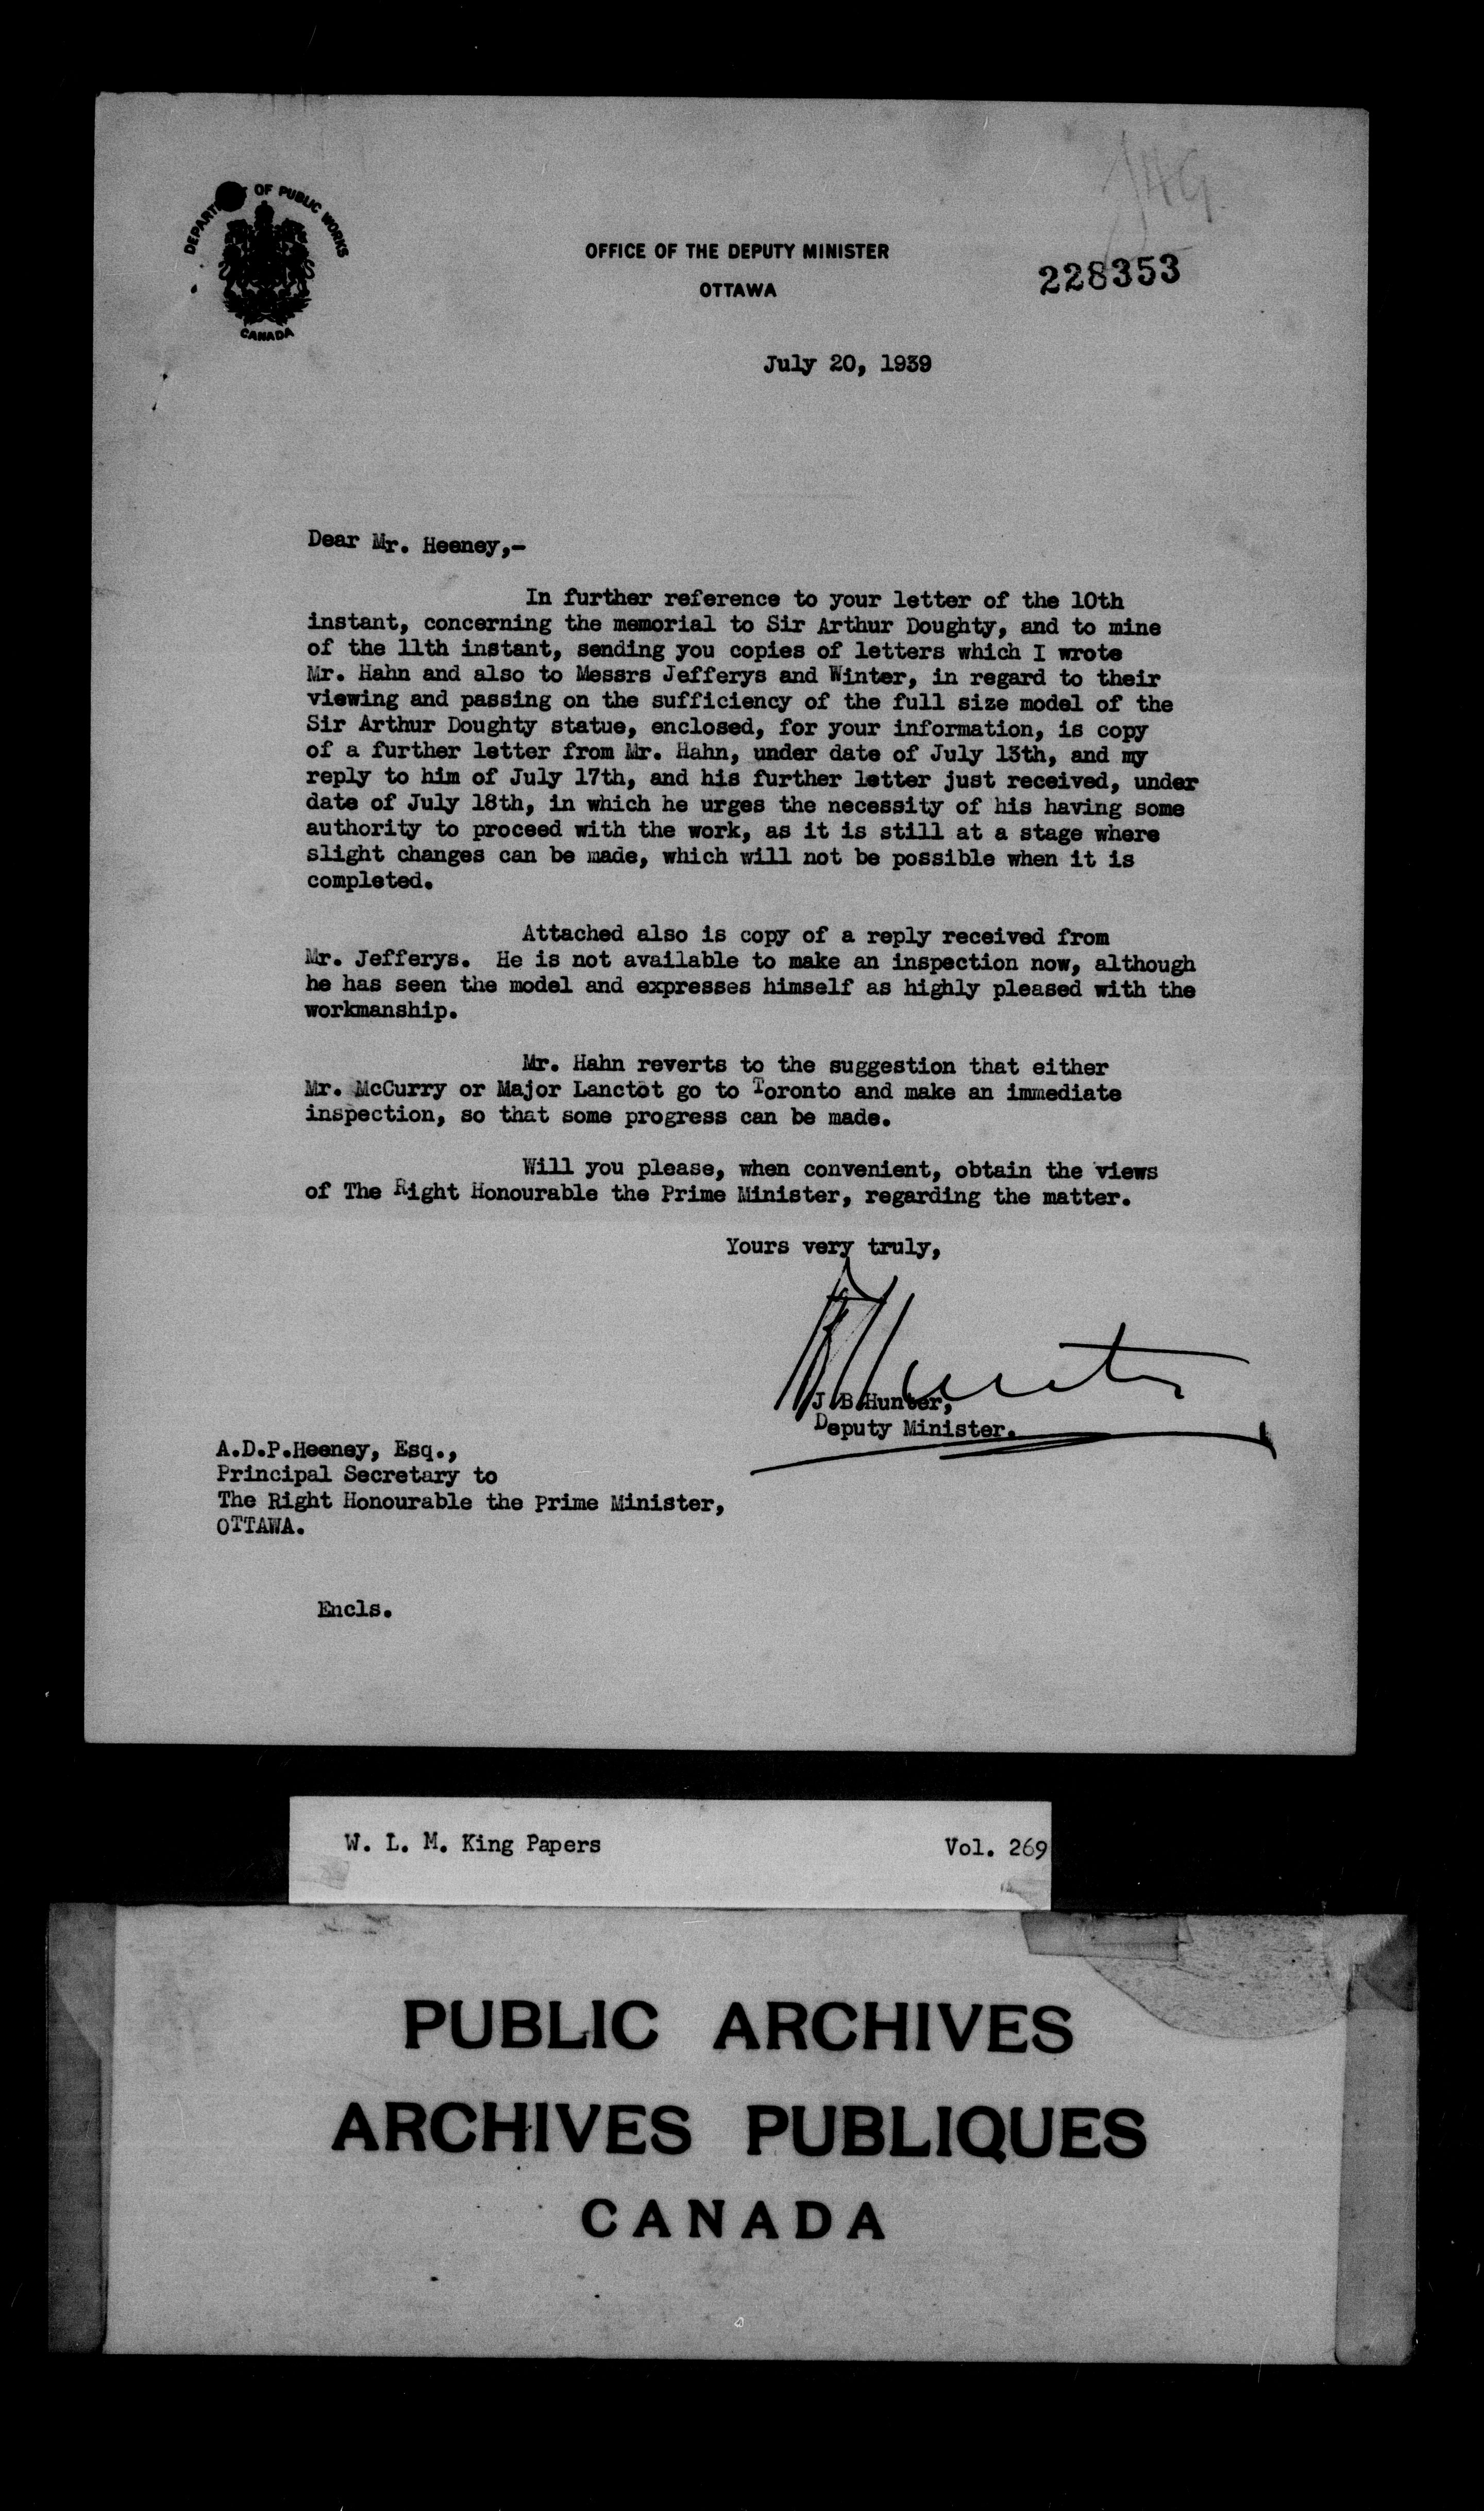 OF PUBLIC WORKS
CANADA
OFFICE OF THE DEPUTY MINISTER
OTTAWA
228353
July 20, 1939
Dear Mr. Heeney,-
In further reference to your letter of the 10th
instant, concerning the memorial to Sir Arthur Doughty, and to mine
of the 11th instant, sending you copies of letters which I wrote
Mr. Hahn and also to Messrs Jefferys and Winter, in regard to their
viewing and passing on the sufficiency of the full size model of the
Sir Arthur Doughty statue, enclosed, for your information, is copy
of a further letter from Mr. Hahn, under date of July 13th, and my
reply to him of July 17th, and his further letter just received, under
date of July 18th, in which he urges the necessity of his having some
authority to proceed with the work, as it is still at a stage where
slight changes can be made, which will not be possible when it is
completed.
Attached also is copy of a reply received from
Mr. Jefferys. He is not available to make an inspection now, although
he has seen the model and expresses himself as highly pleased with the
workmanship.
Mr. Hahn reverts to the suggestion that either
Mr. McCurry or Major Lanctôt go to Toronto and make an immediate
inspection, so that some progress can be made.
Will you please, when convenient, obtain the views
of The Right Honourable the Prime Minister, regarding the matter.
Yours very truly,
J.B.Hunter,
Deputy Minister.
A.D.P.Heeney, Esq.,
Principal Secretary to
The Right Honourable the Prime Minister,
OTTAWA.
Encls.
W. L. M. King Papers Vol. 269
PUBLIC ARCHIVES
ARCHIVES PUBLIQUES
CANADA